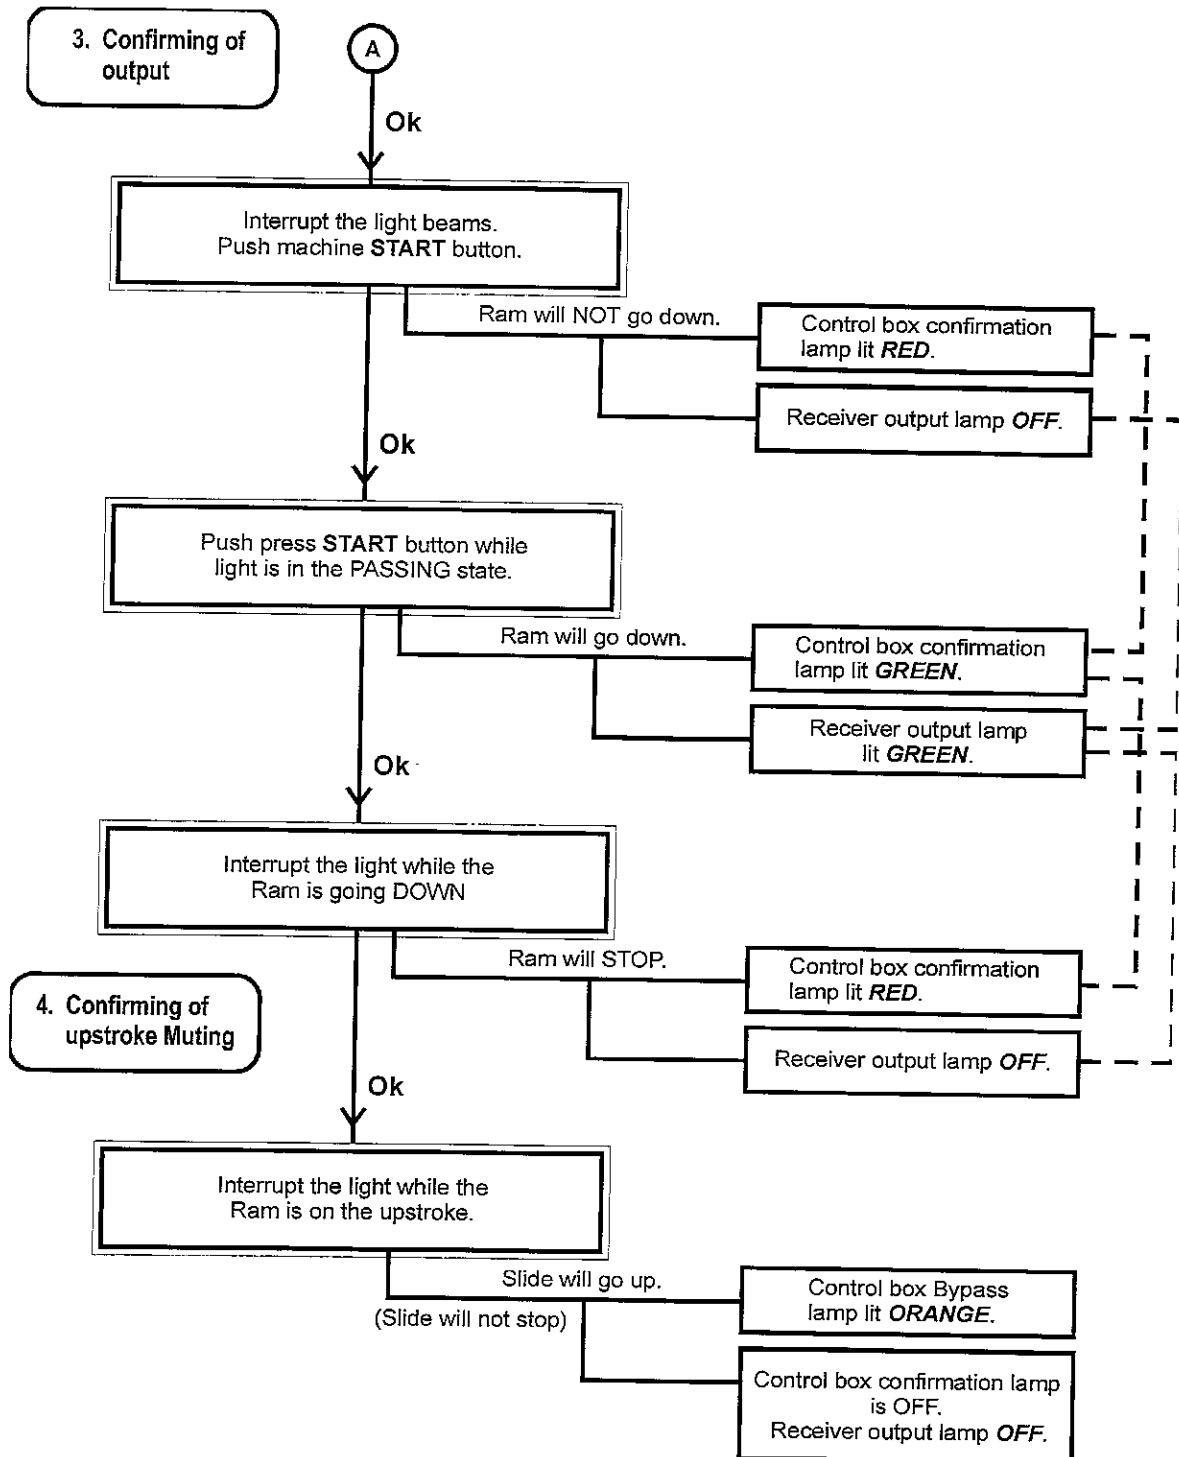 3. Confirming of
output
A
Ok
Interrupt the light beams.
Push machine START button.
Ram will NOT go down.
Control box confirmation
lamp lit RED.
Receiver output lamp OFF.
Ok
Push press START button while
light is in the PASSING state.
Ram will go down.
Control box confirmation
lamp lit GREEN.
Receiver output lamp
lit GREEN.
Ok
Interrupt the light while the
Ram is going DOWN
Ram will STOP.
Control box confirmation
lamp lit RED.
Receiver output lamp OFF.
4. Confirming of
upstroke Muting
Ok
Interrupt the light while the
Ram is on the upstroke.
Slide will go up.
(Slide will not stop)
Control box Bypass
lamp lit ORANGE.
Control box confirmation lamp
is OFF.
Receiver output lamp OFF.